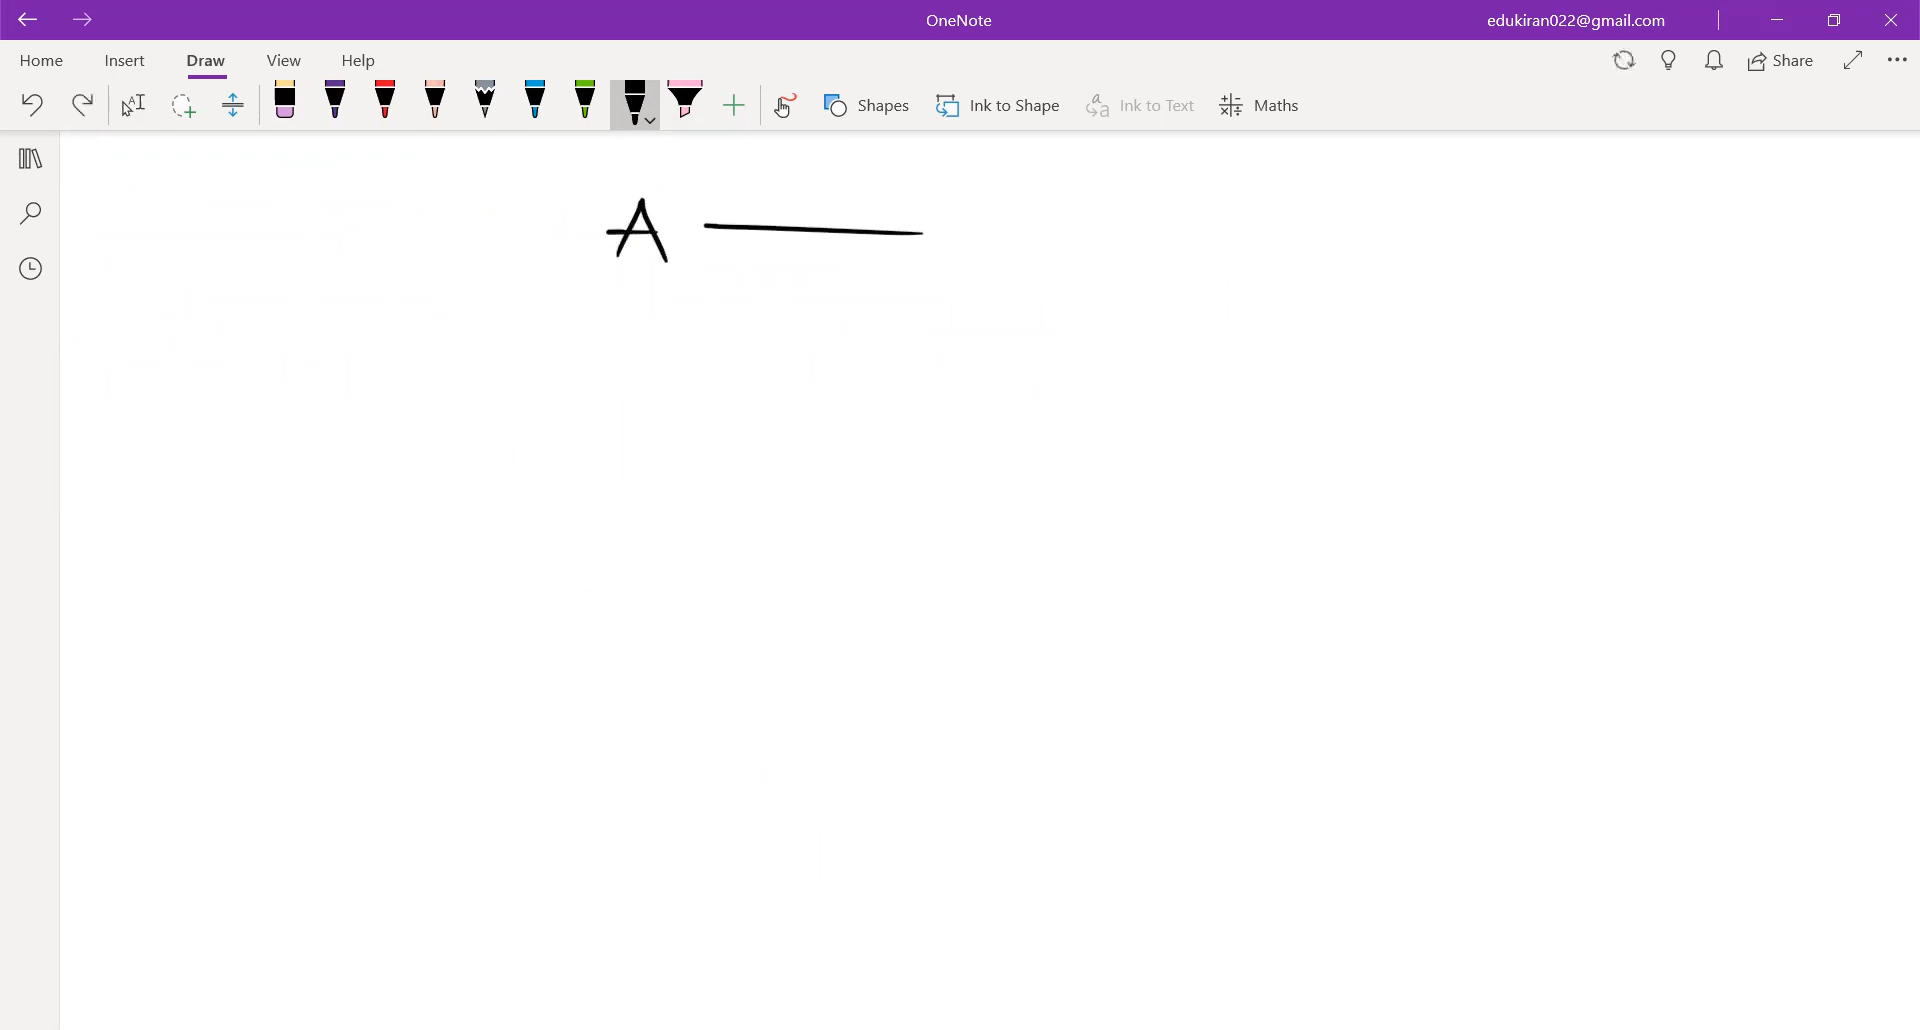 OneNote
edukiran022@gmail.com
Home Insert Draw View Help
Share
Shapes Ink to Shape Ink to Text Maths
A —